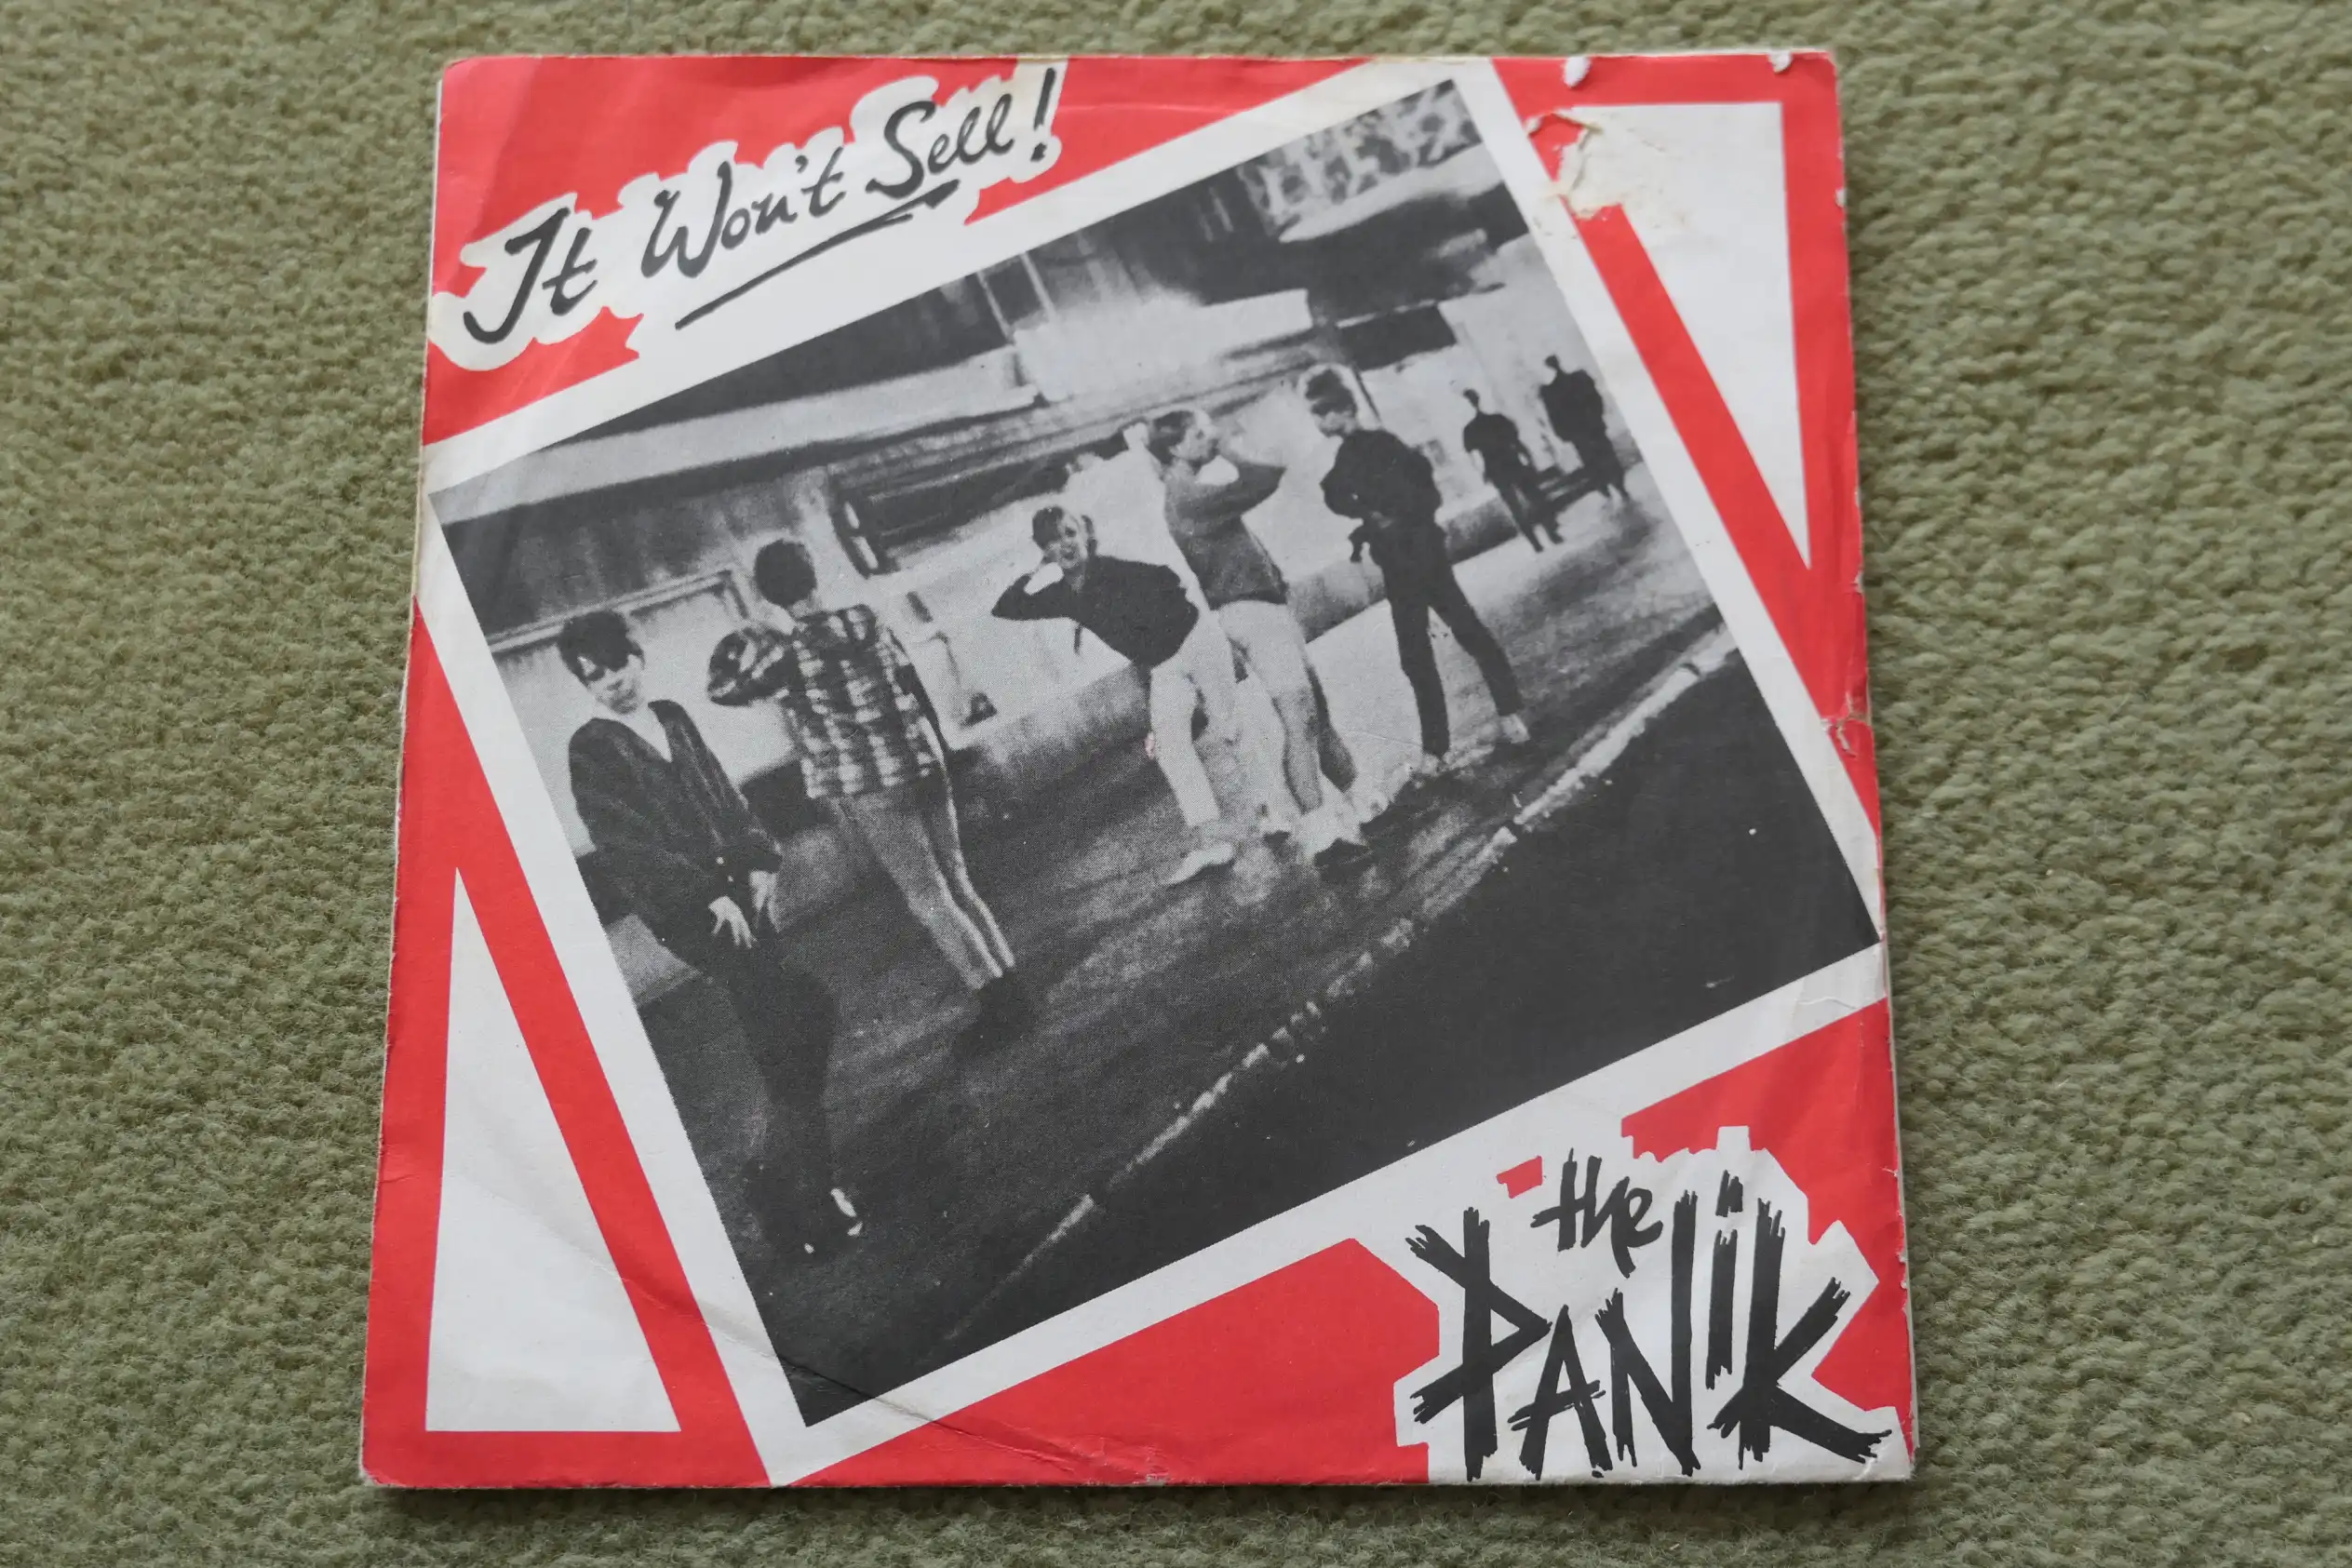 It Won't Sell!
the
PANiK